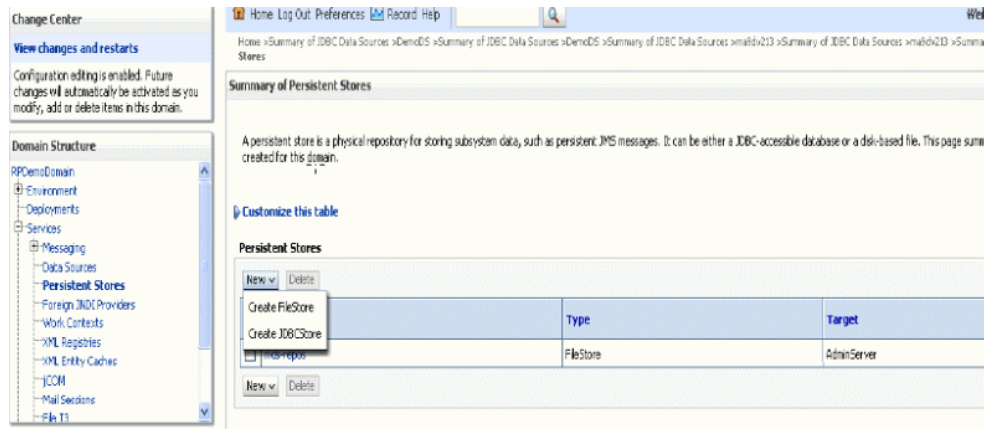 Change Center
View changes and restarts
Configuration editing is enabled. Future
changes will automatically be activated as you
modify, add or delete items in this domain.
Domain Structure
RPDemoDomain
Environment
Deployments
Services
Messaging
Data Sources
Persistent Stores
Foreign JNDI Providers
Work Contexts
XML Registries
XML Entity Caches
jCOM
Mail Sessions
File T3
Home Log Out Preferences Record Help
Wel
Home >Summary of JDBC Data Sources >DemoDS >Summary of JDBC Data Sources >DemoDS >Summary of JDBC Data Sources >Summary of JDBC Data Sources >Summa
Stores
Summary of Persistent Stores
A persistent store is a physical repository for storing subsystem data, such as persistent JMS messages. It can be either a JDBC-accessible database or a disk-based file. This page summ
created for this domain.
Customize this table
Persistent Stores
New Delete
Create FileStore
Create JDBCStore
Type Target
FileStore AdminServer
New Delete